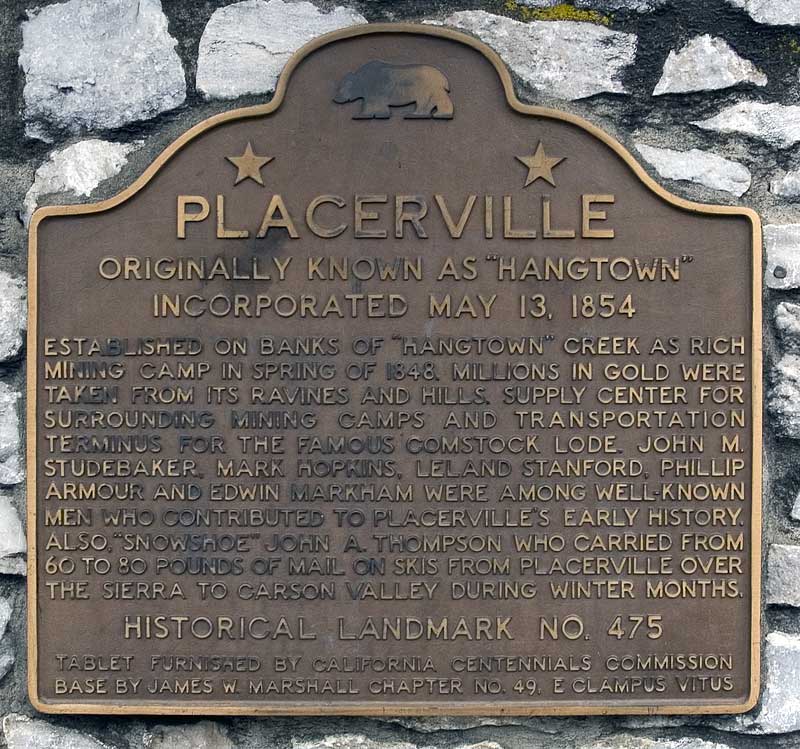 PLACERVILLE
ORIGINALLY KNOWN AS "HANGTOWN"
INCORPORATED MAY 13, 1854
ESTABLISHED ON BANKS OF "HANGTOWN" CREEK AS RICH
MINING CAMP IN SPRING OF 1848. MILLIONS IN GOLD WERE
TAKEN FROM ITS RAVINES AND HILLS. SUPPLY CENTER FOR
SURROUNDING MINING CAMPS AND TRANSPORTATION
TERMINUS FOR THE FAMOUS COMSTOCK LODE. JOHN M.
STUDEBAKER, MARK HOPKINS, LELAND STANFORD, PHILLIP
ARMOUR AND EDWIN MARKHAM WERE AMONG WELL-KNOWN
MEN WHO CONTRIBUTED TO PLACERVILLE'S EARLY HISTORY.
ALSO, "SNOWSHOE" JOHN A. THOMPSON WHO CARRIED FROM
60 TO 80 POUNDS OF MAIL ON SKIS FROM PLACERVILLE OVER
THE SIERRA TO CARSON VALLEY DURING WINTER MONTHS.
HISTORICAL LANDMARK NO. 475
TABLET FURNISHED BY CALIFORNIA CENTENNIALS COMMISSION
BASE BY JAMES W. MARSHALL CHAPTER NO. 49, E CLAMPUS VITUS